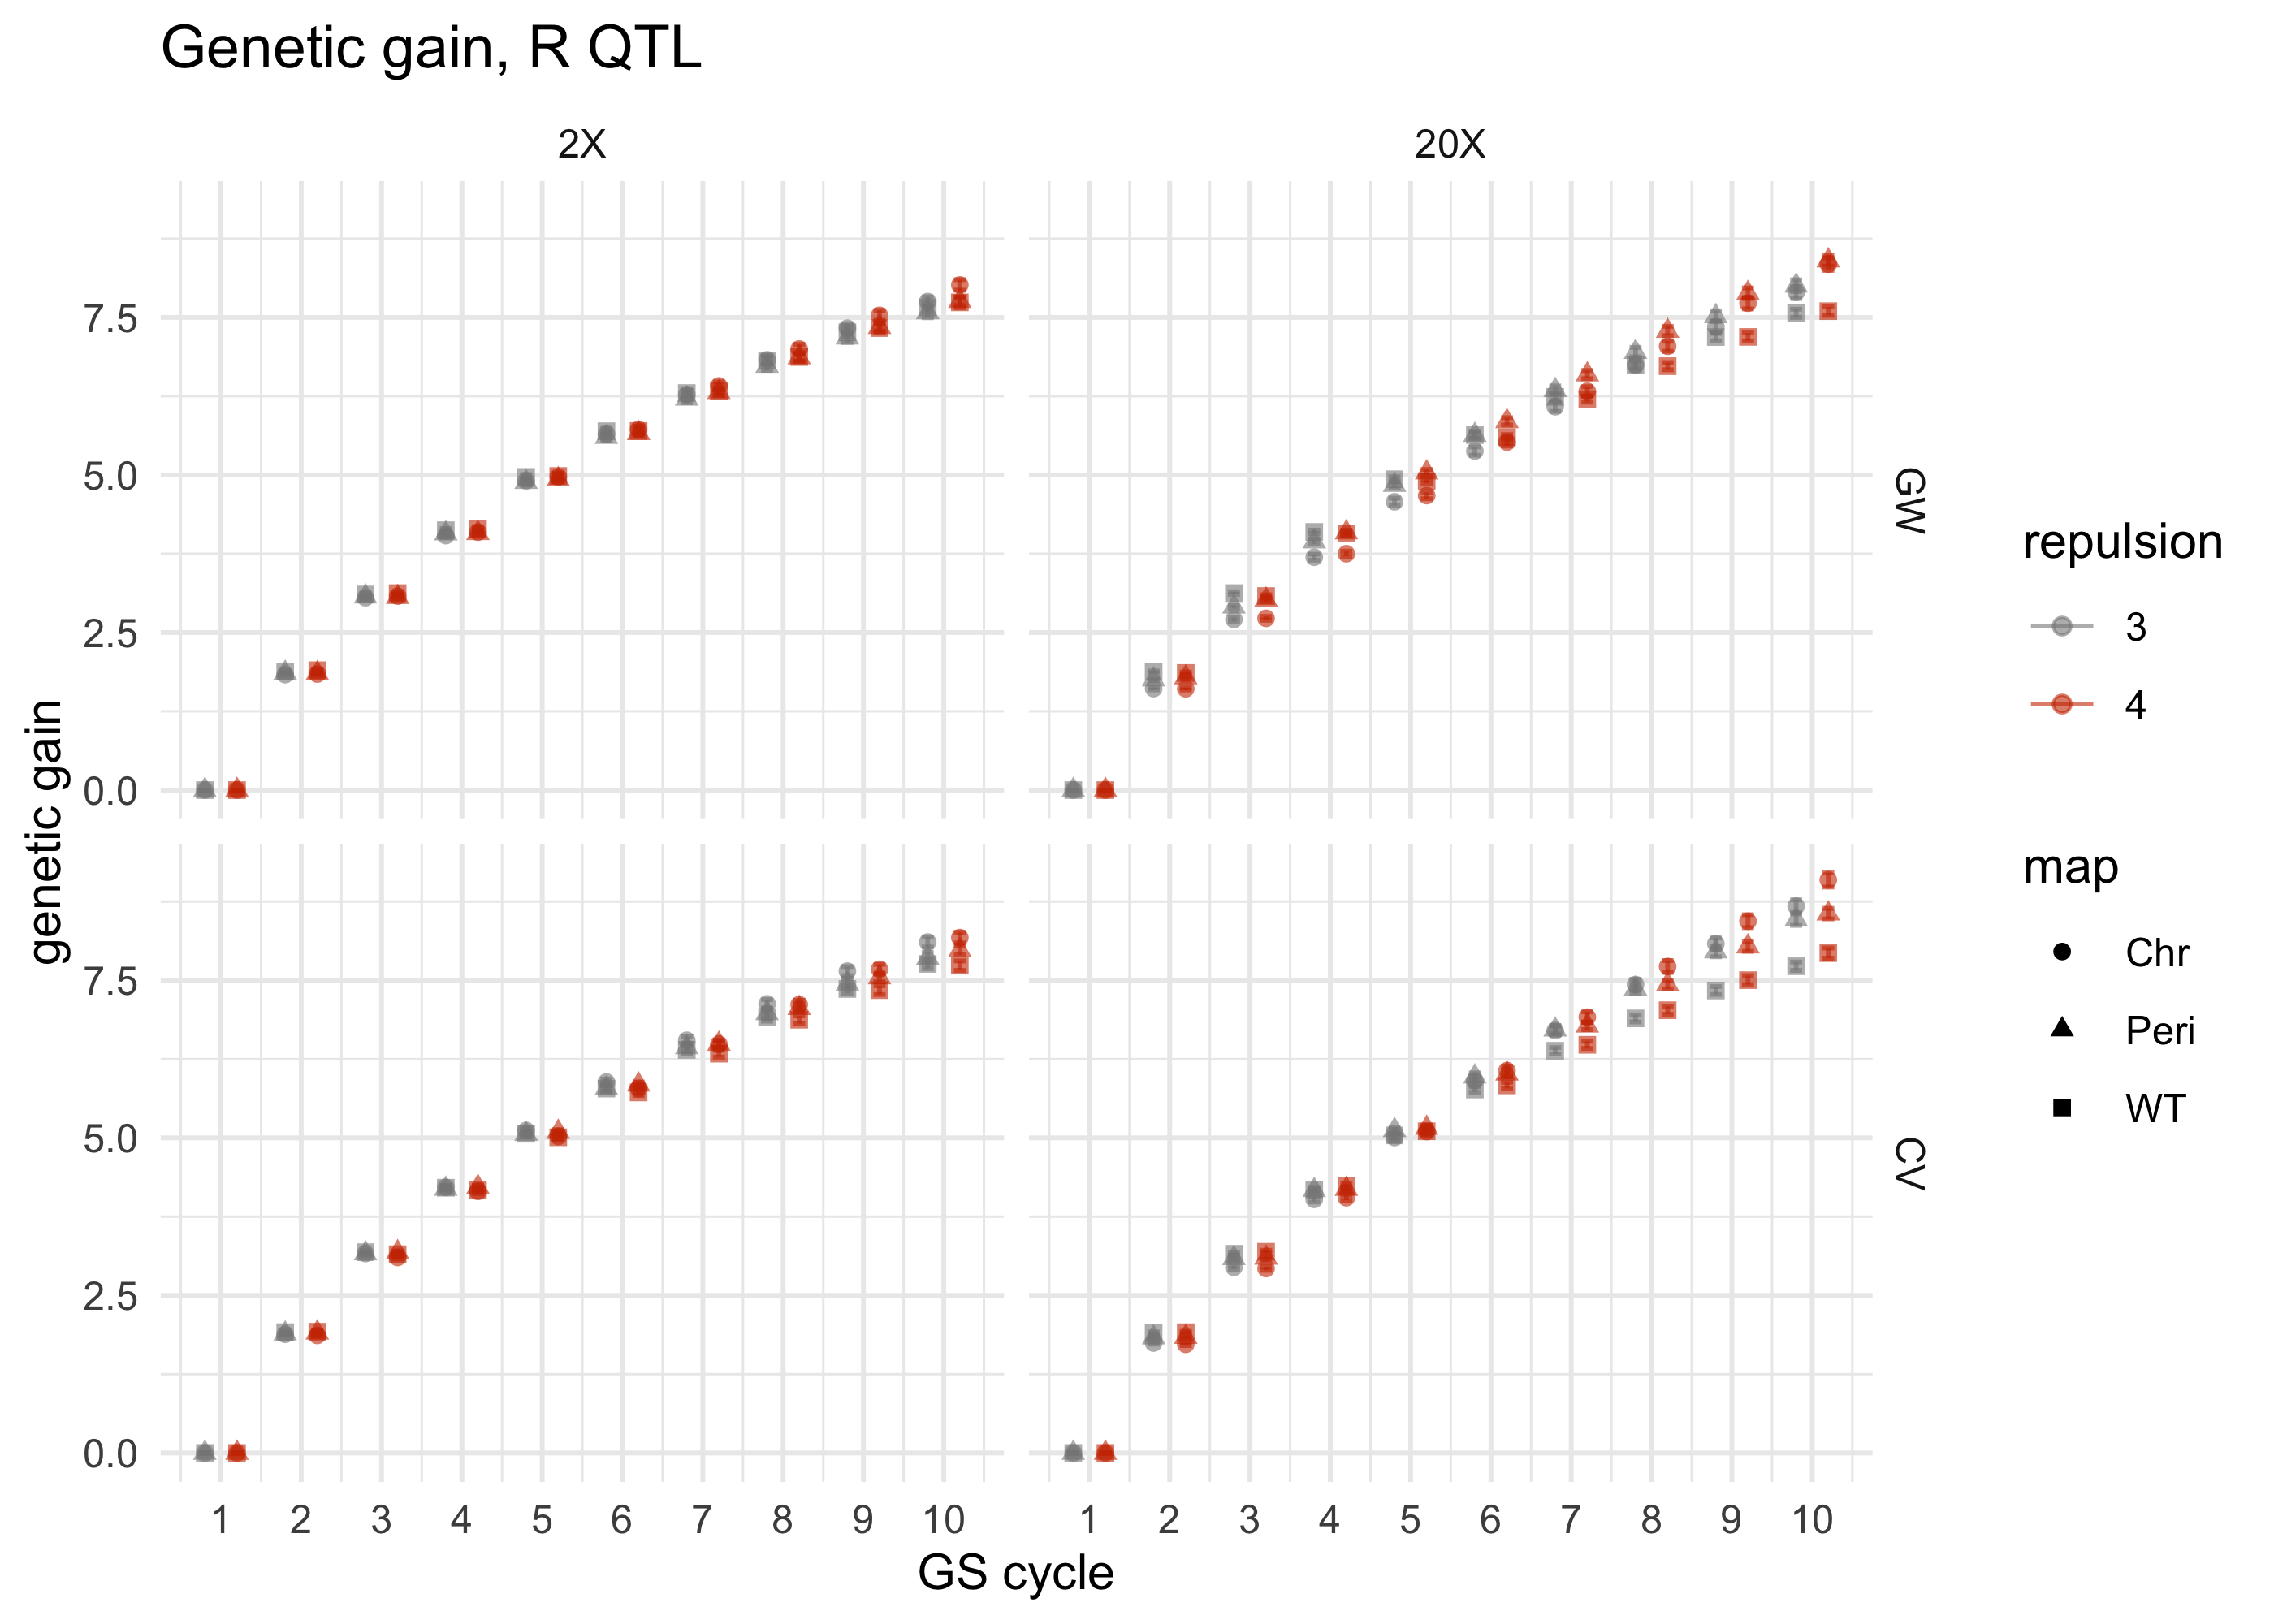 Genetic gain, R QTL
2X
20X
7.5
5.0
2.5
0.0
GW
7.5
5.0
2.5
0.0
CV
genetic gain
1 2 3 4 5 6 7 8 9 10
1 2 3 4 5 6 7 8 9 10
GS cycle
repulsion
3
4
map
Chr
Peri
WT